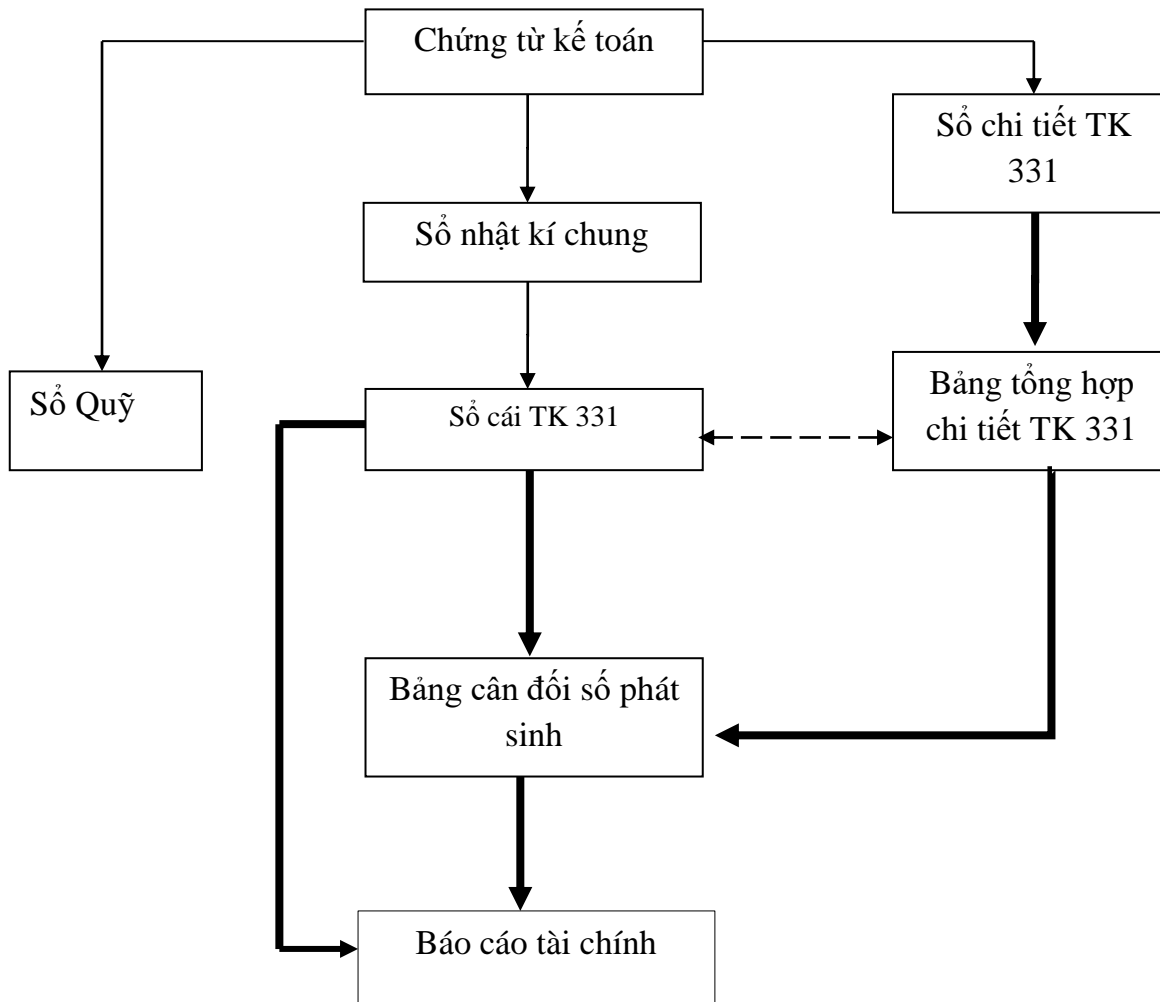 Chứng từ kế toán
Sổ chi tiết TK
331
Sổ nhật kí chung
Sổ Quỹ
Sổ cái TK 331
Bảng tổng hợp
chi tiết TK 331
Bảng cân đối số phát
sinh
Báo cáo tài chính